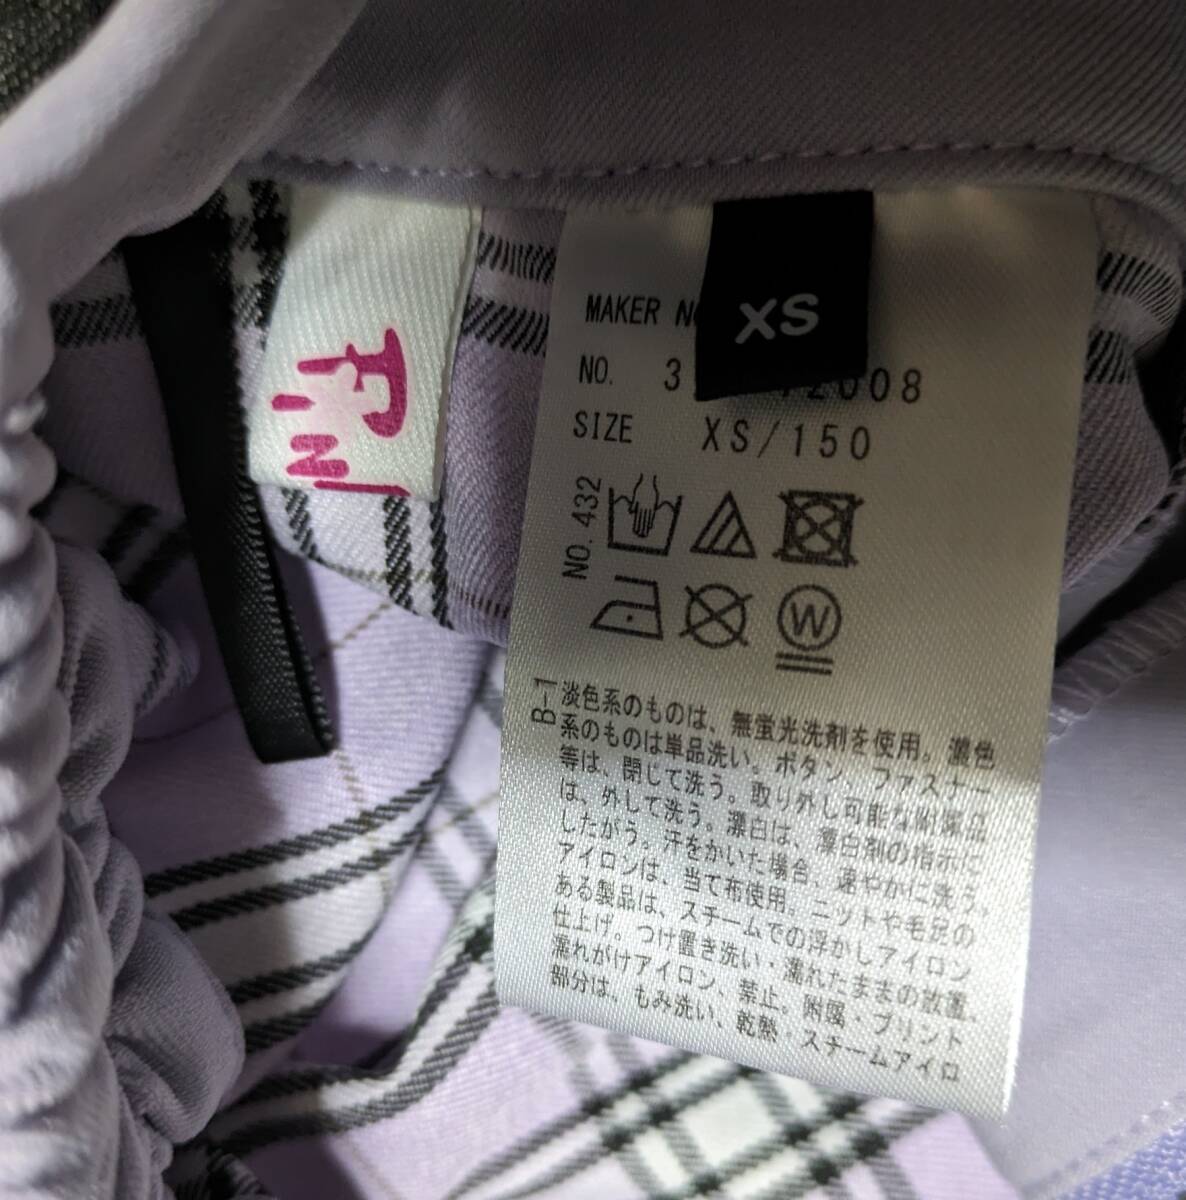 XS
MAKER N
NO. 3 2008
SIZE XS/150
NO. 432
W
B-1
淡色系のものは、無蛍光洗剤を使用。濃色
系のものは単品洗い。ボタン、ファスナー
等は、閉じて洗う。取り外し可能な附属品
は、外して洗う。漂白は、漂白剤の指示に
したがう。汗をかいた場合、速やかに洗う。
アイロンは、当て布使用。ニットや毛足の
ある製品は、スチームでの浮かしアイロン
仕上げ。つけ置き洗い・濡れたままの放置、
濡れがけアイロン、禁止。附属・プリント
部分は、もみ洗い、乾熱・スチームアイロ